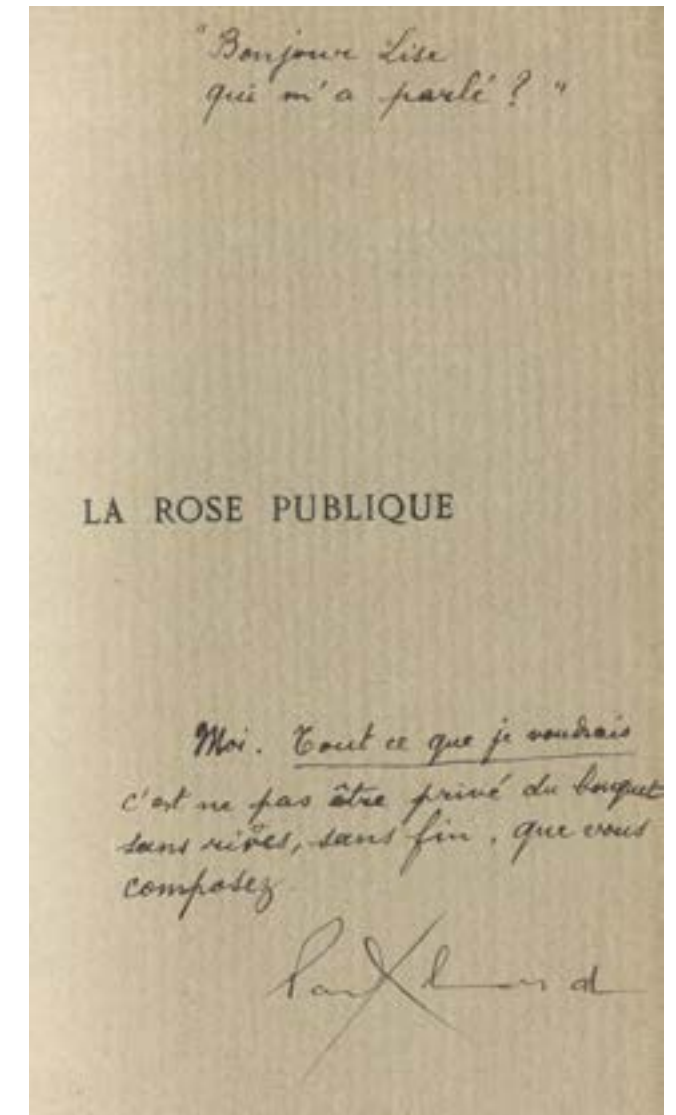 "Bonjour Lise
qui m'a parlé ? "
LA ROSE PUBLIQUE
Moi. Tout ce que je voudrais
c'est ne pas être privé du bouquet
sans rives, sans fin, que vous
composez
Paul Eluard